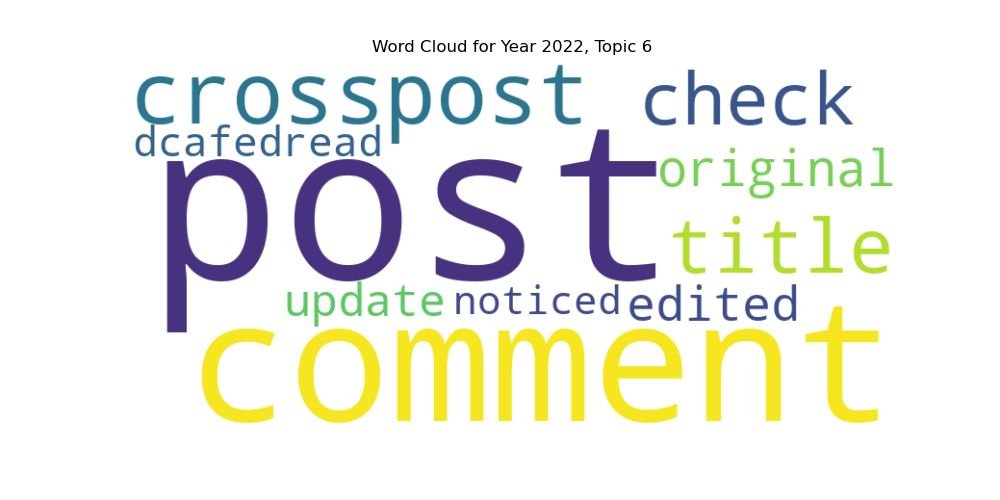 Word Cloud for Year 2022, Topic 6
crosspost check
dcafedread
post original
title
update noticed edited
comment